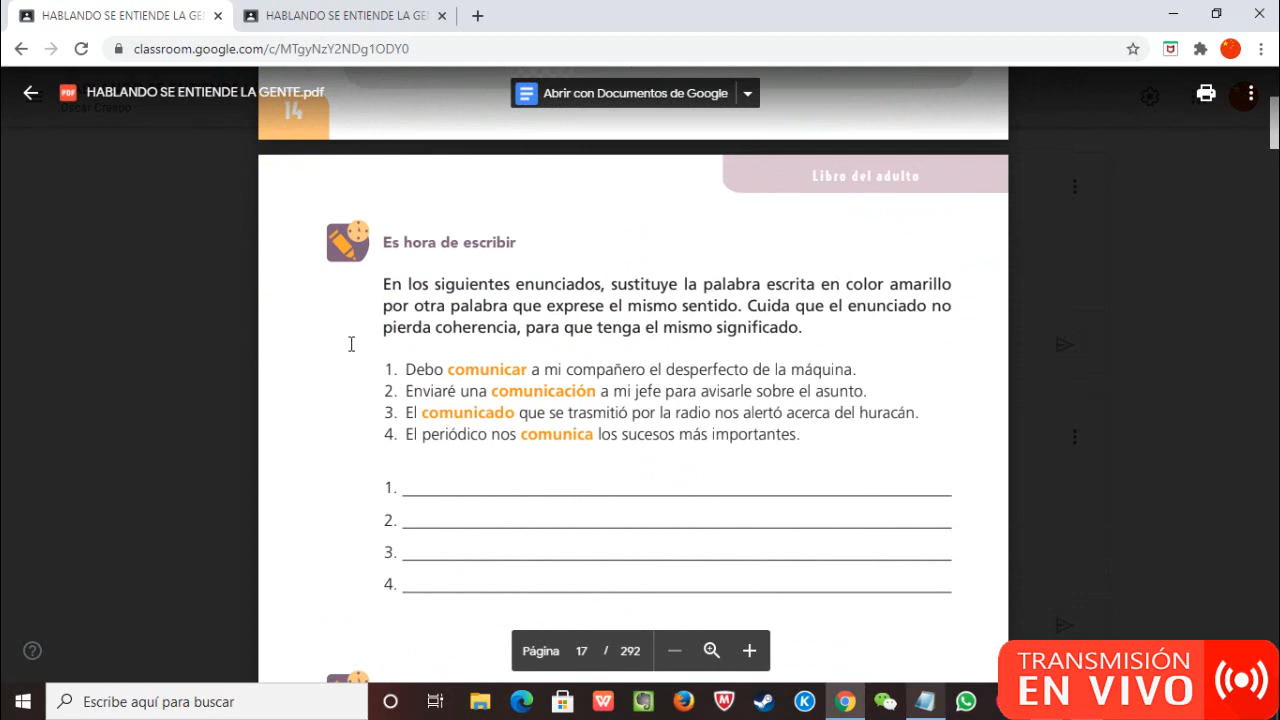 HABLANDO SE ENTIENDE LA GE
HABLANDO SE ENTIENDE LA GE
classroom.google.com/c/MTgyNzY2NDg1ODY0
HABLANDO SE ENTIENDE LA GENTE.pdf
Abrir con Documentos de Google
Oscar Crespo
14
Libro del adulto
Es hora de escribir
En los siguientes enunciados, sustituye la palabra escrita en color amarillo
por otra palabra que exprese el mismo sentido. Cuida que el enunciado no
pierda coherencia, para que tenga el mismo significado.
1. Debo comunicar a mi compañero el desperfecto de la máquina.
2. Enviaré una comunicación a mi jefe para avisarle sobre el asunto.
3. El comunicado que se trasmitió por la radio nos alertó acerca del huracán.
4. El periódico nos comunica los sucesos más importantes.
1.
2.
3.
4.
Página 17 / 292
Escribe aquí para buscar
TRANSMISIÓN
EN VIVO